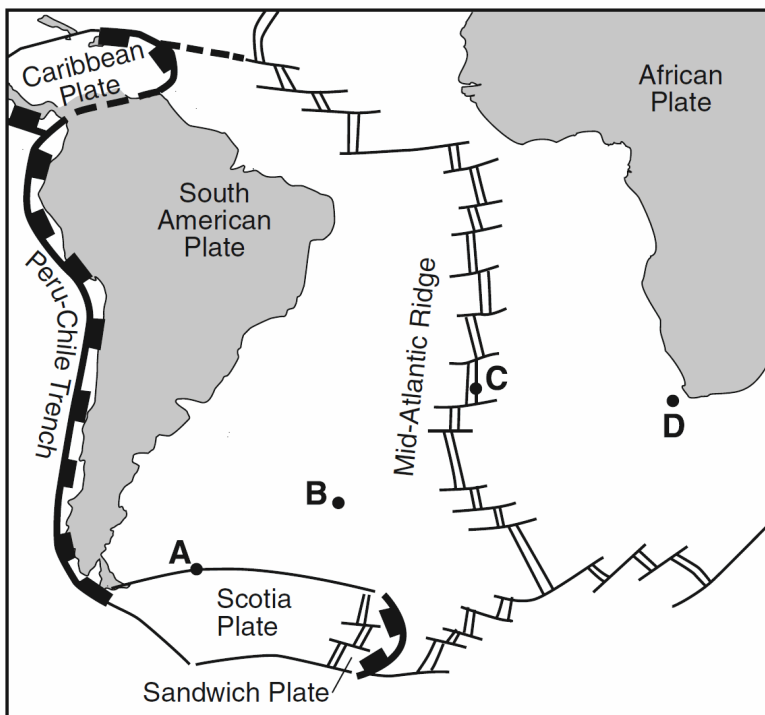 Caribbean
Plate
African
Plate
South
American
Plate
Peru-Chile Trench
Mid-Atlantic Ridge
C
D
B
A
Scotia
Plate
Sandwich Plate